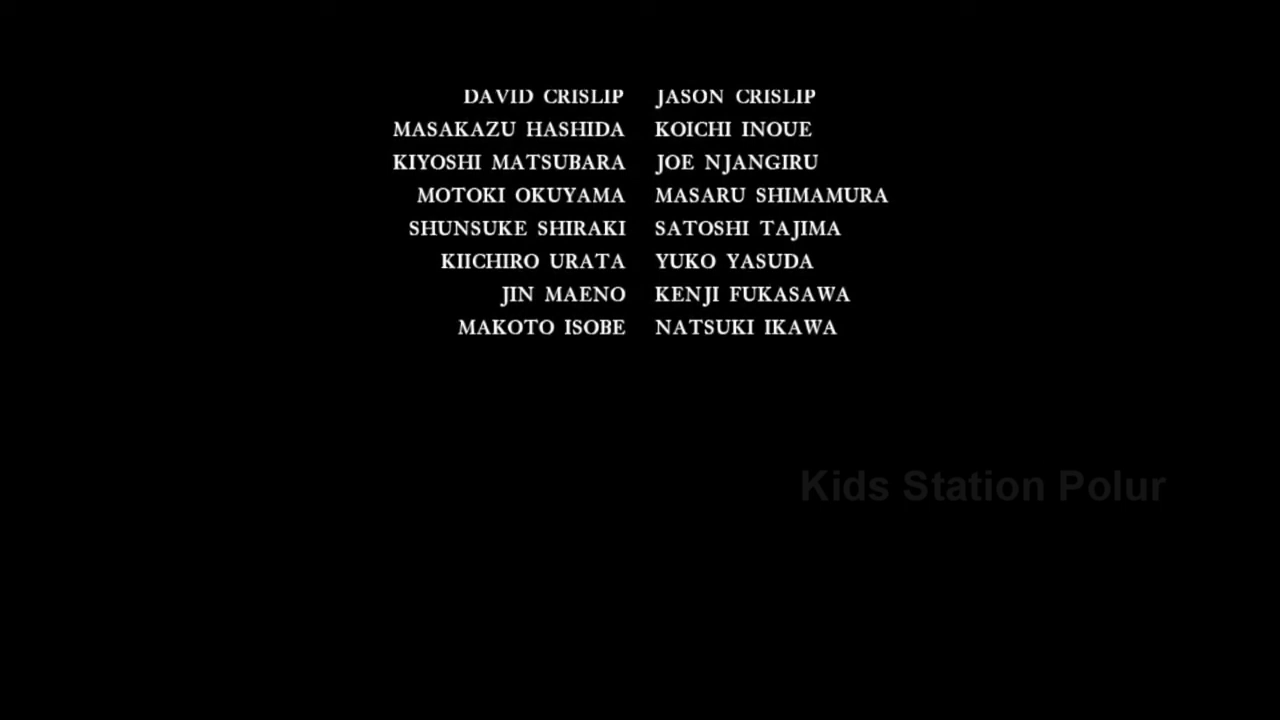 DAVID CRISLIP JASON CRISLIP
MASAKAZU HASHIDA KOICHI INOUE
KIYOSHI MATSUBARA JOE NJANGIRU
MOTOKI OKUYAMA MASARU SHIMAMURA
SHUNSUKE SHIRAKI SATOSHI TAJIMA
KIICHIRO URATA YUKO YASUDA
JIN MAENO KENJI FUKASAWA
MAKOTO ISOBE NATSUKI IKAWA
Kids Station Polur